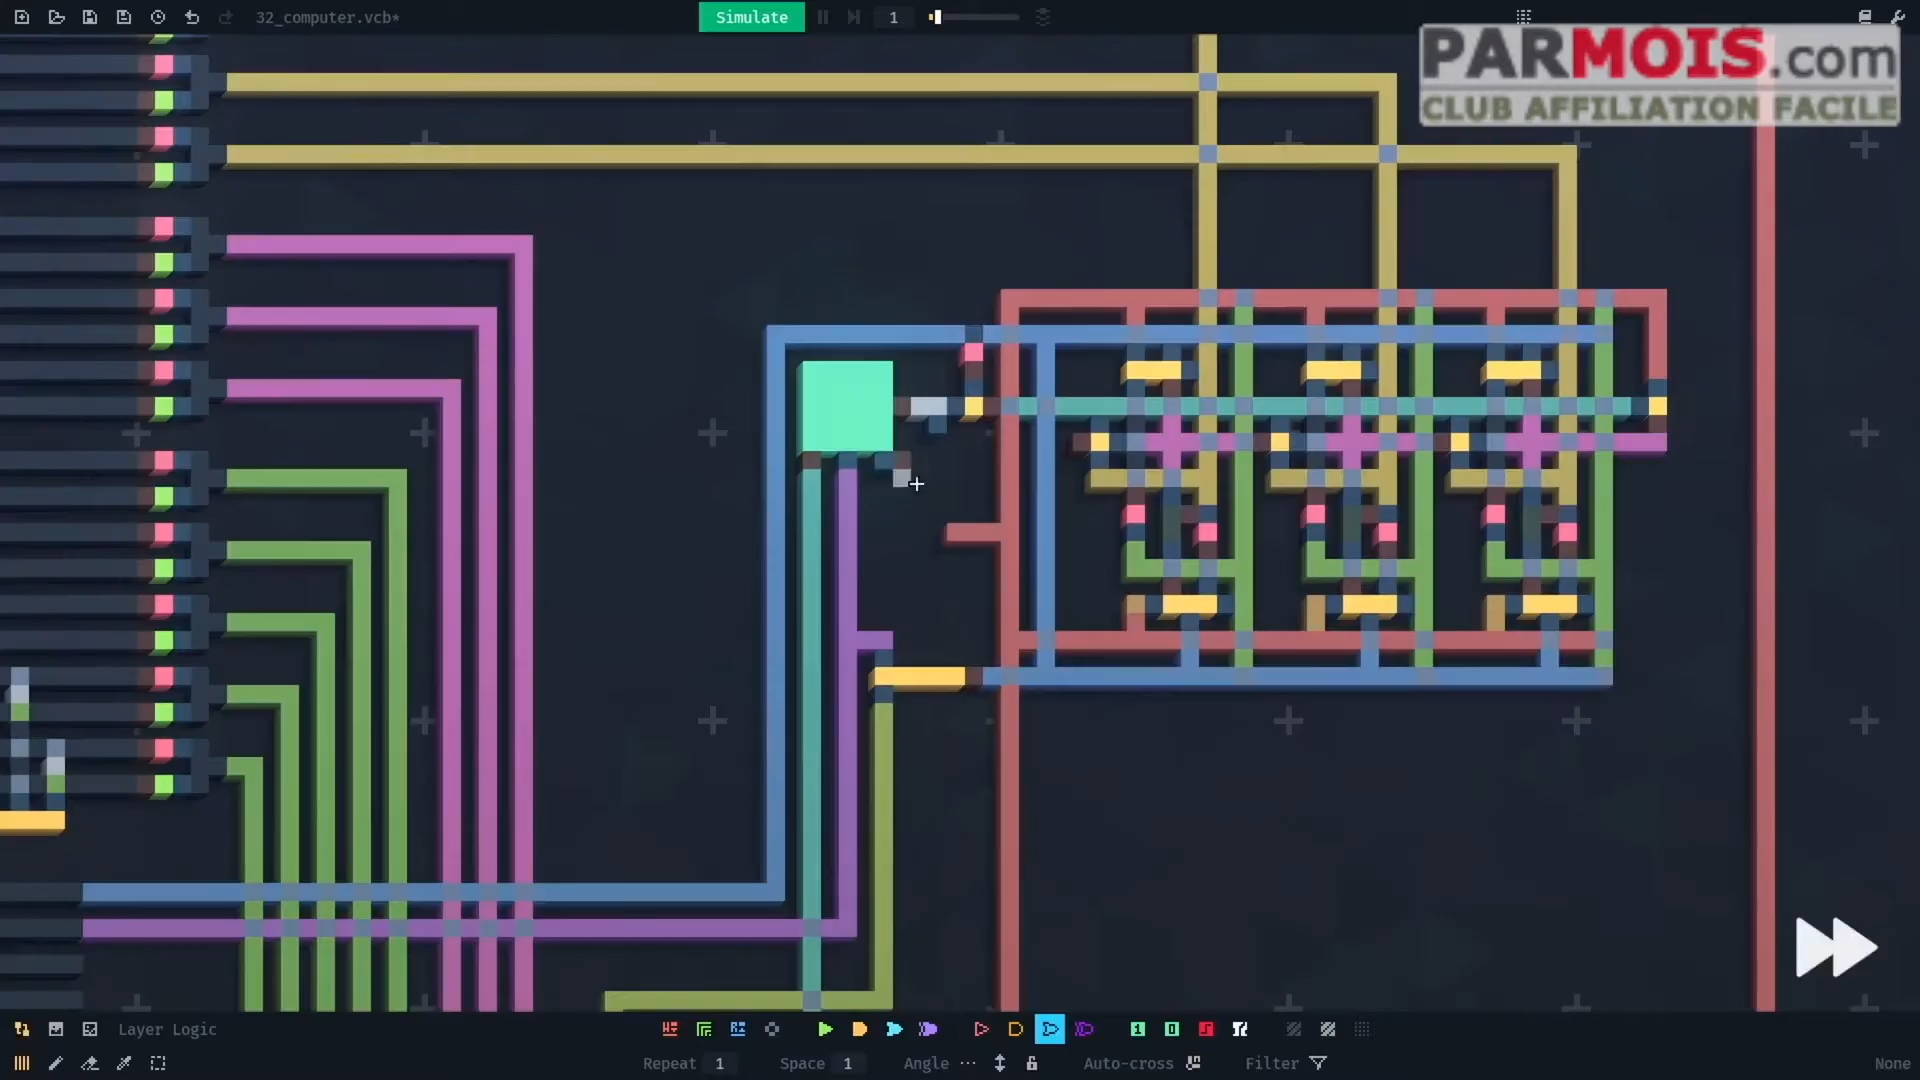 32_computer.vcb*
Simulate
1
PARMOIS.com
CLUB AFFILIATION FACILE
Layer Logic
Repeat 1
Space 1
Angle ...
Auto-cross
Filter
None